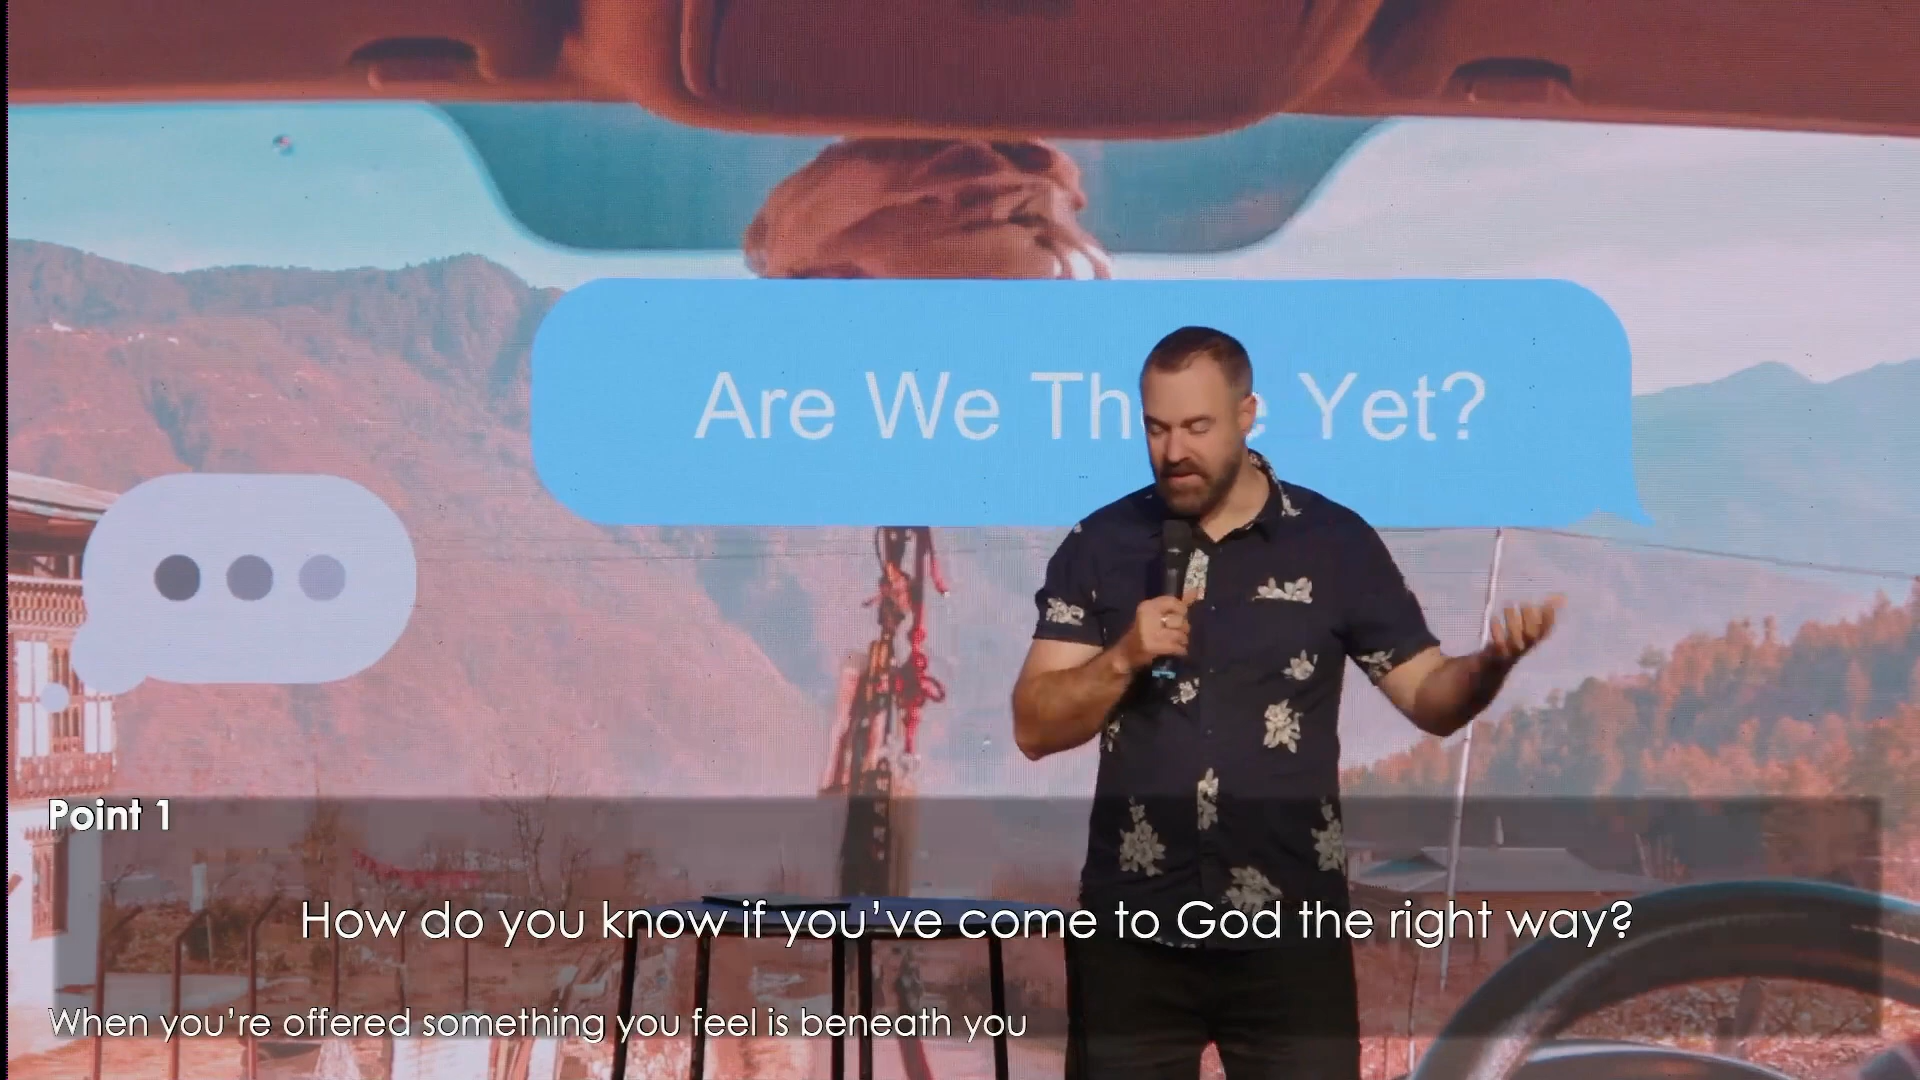 Are We The Yet?
Point 1
How do you know if you've come to God the right way?
When you're offered something you feel is beneath you